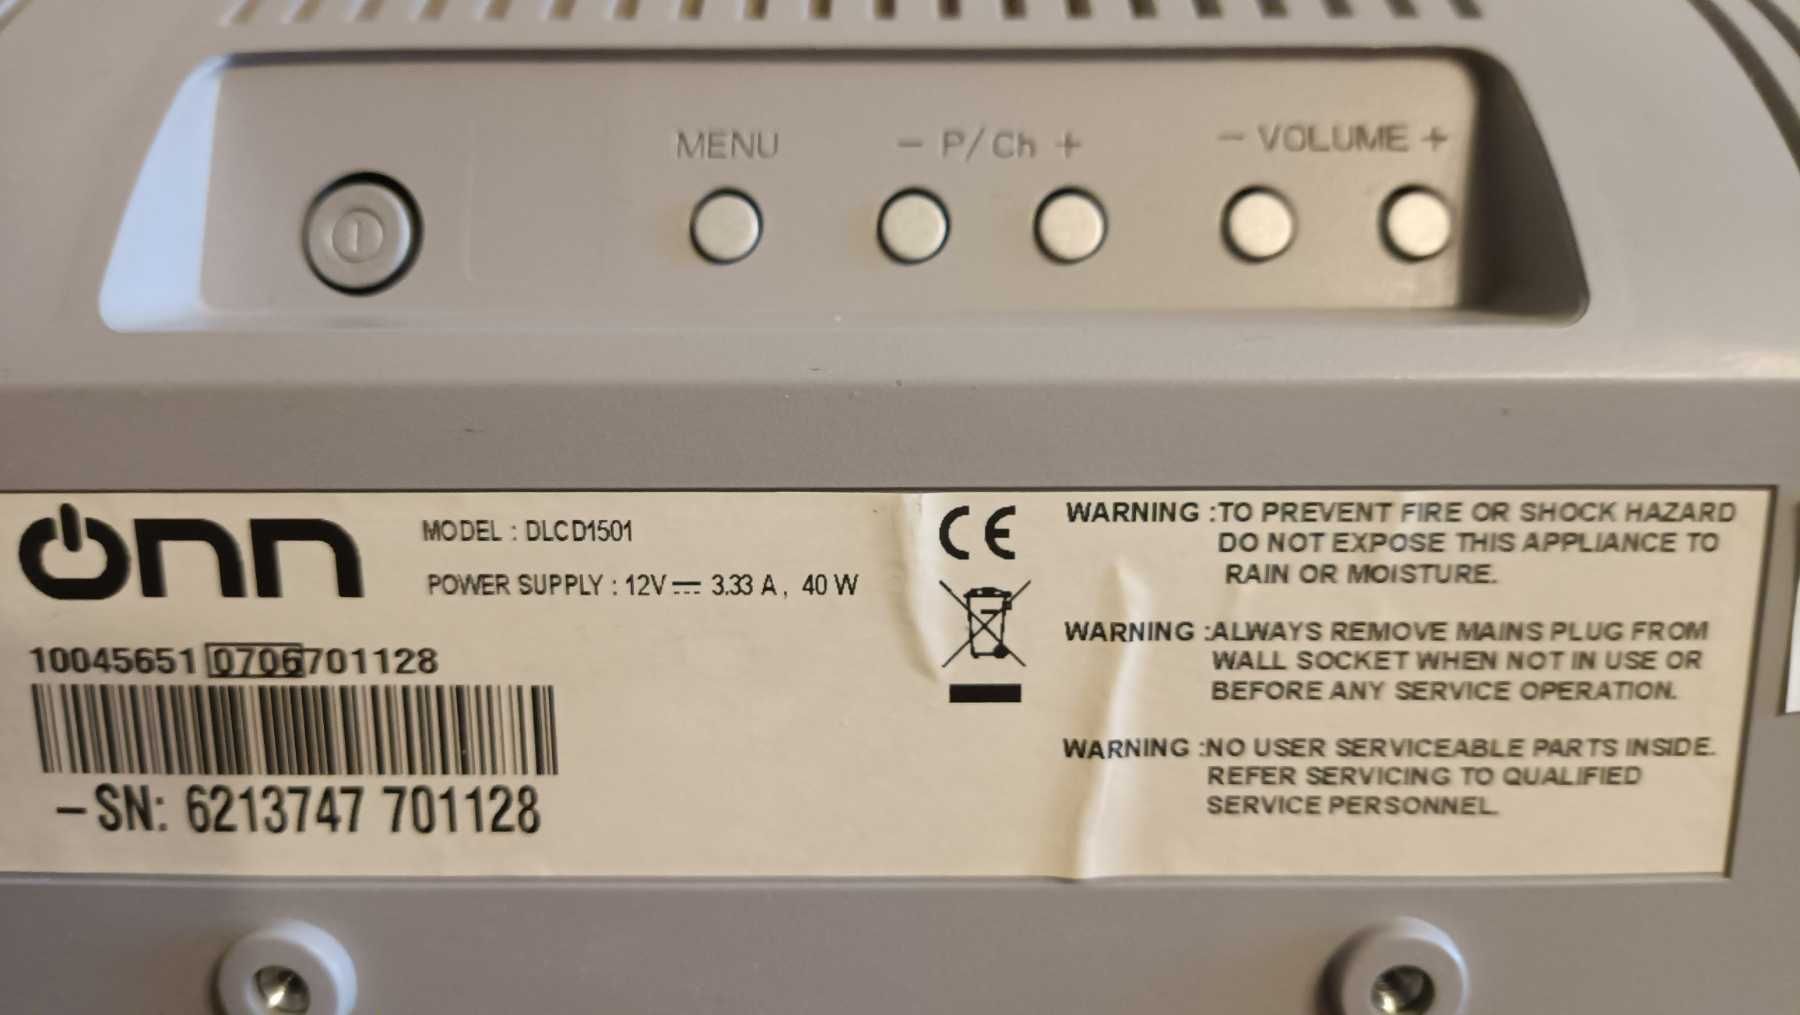 MENU
– P/Ch +
– VOLUME +
onn
MODEL : DLCD1501
POWER SUPPLY : 12V 3.33 A , 40 W
10045651 0706701128
–SN: 6213747 701128
CE
WARNING :TO PREVENT FIRE OR SHOCK HAZARD
DO NOT EXPOSE THIS APPLIANCE TO
RAIN OR MOISTURE.
WARNING :ALWAYS REMOVE MAINS PLUG FROM
WALL SOCKET WHEN NOT IN USE OR
BEFORE ANY SERVICE OPERATION.
WARNING :NO USER SERVICEABLE PARTS INSIDE.
REFER SERVICING TO QUALIFIED
SERVICE PERSONNEL.